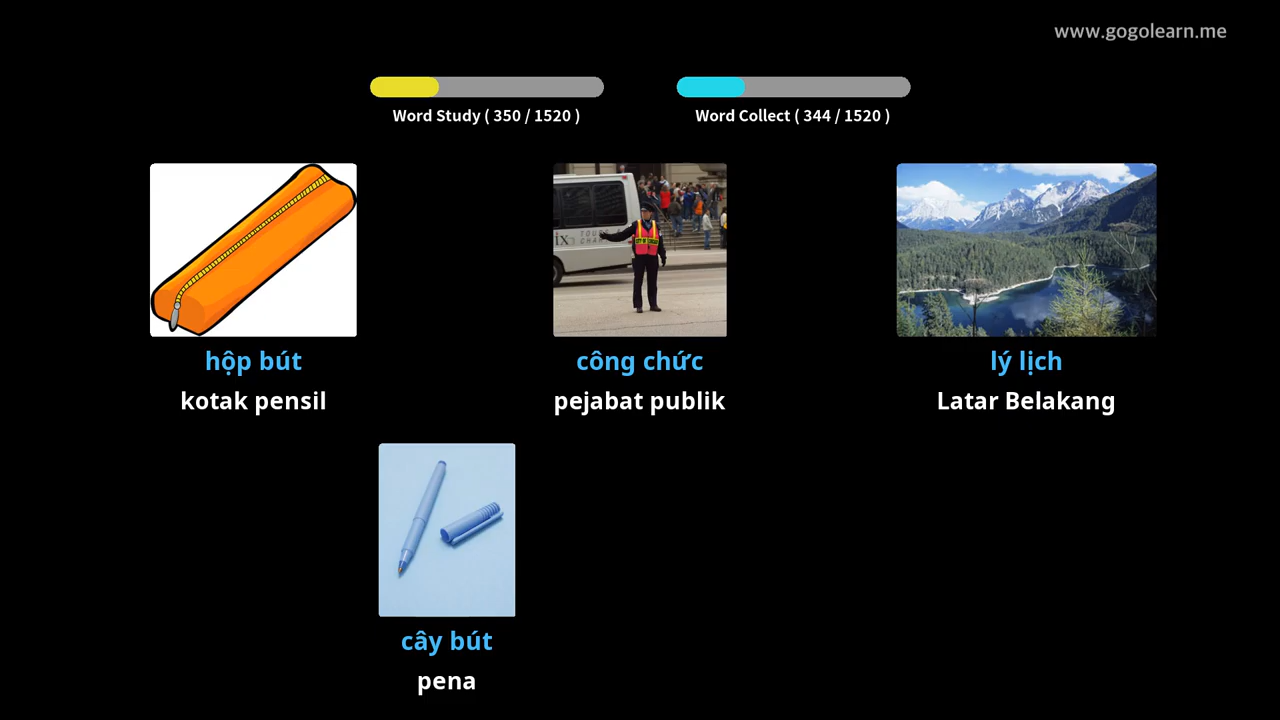 www.gogolearn.me
Word Study ( 350 / 1520 )
Word Collect ( 344 / 1520 )
hộp bút
kotak pensil
công chức
pejabat publik
lý lịch
Latar Belakang
cây bút
pena